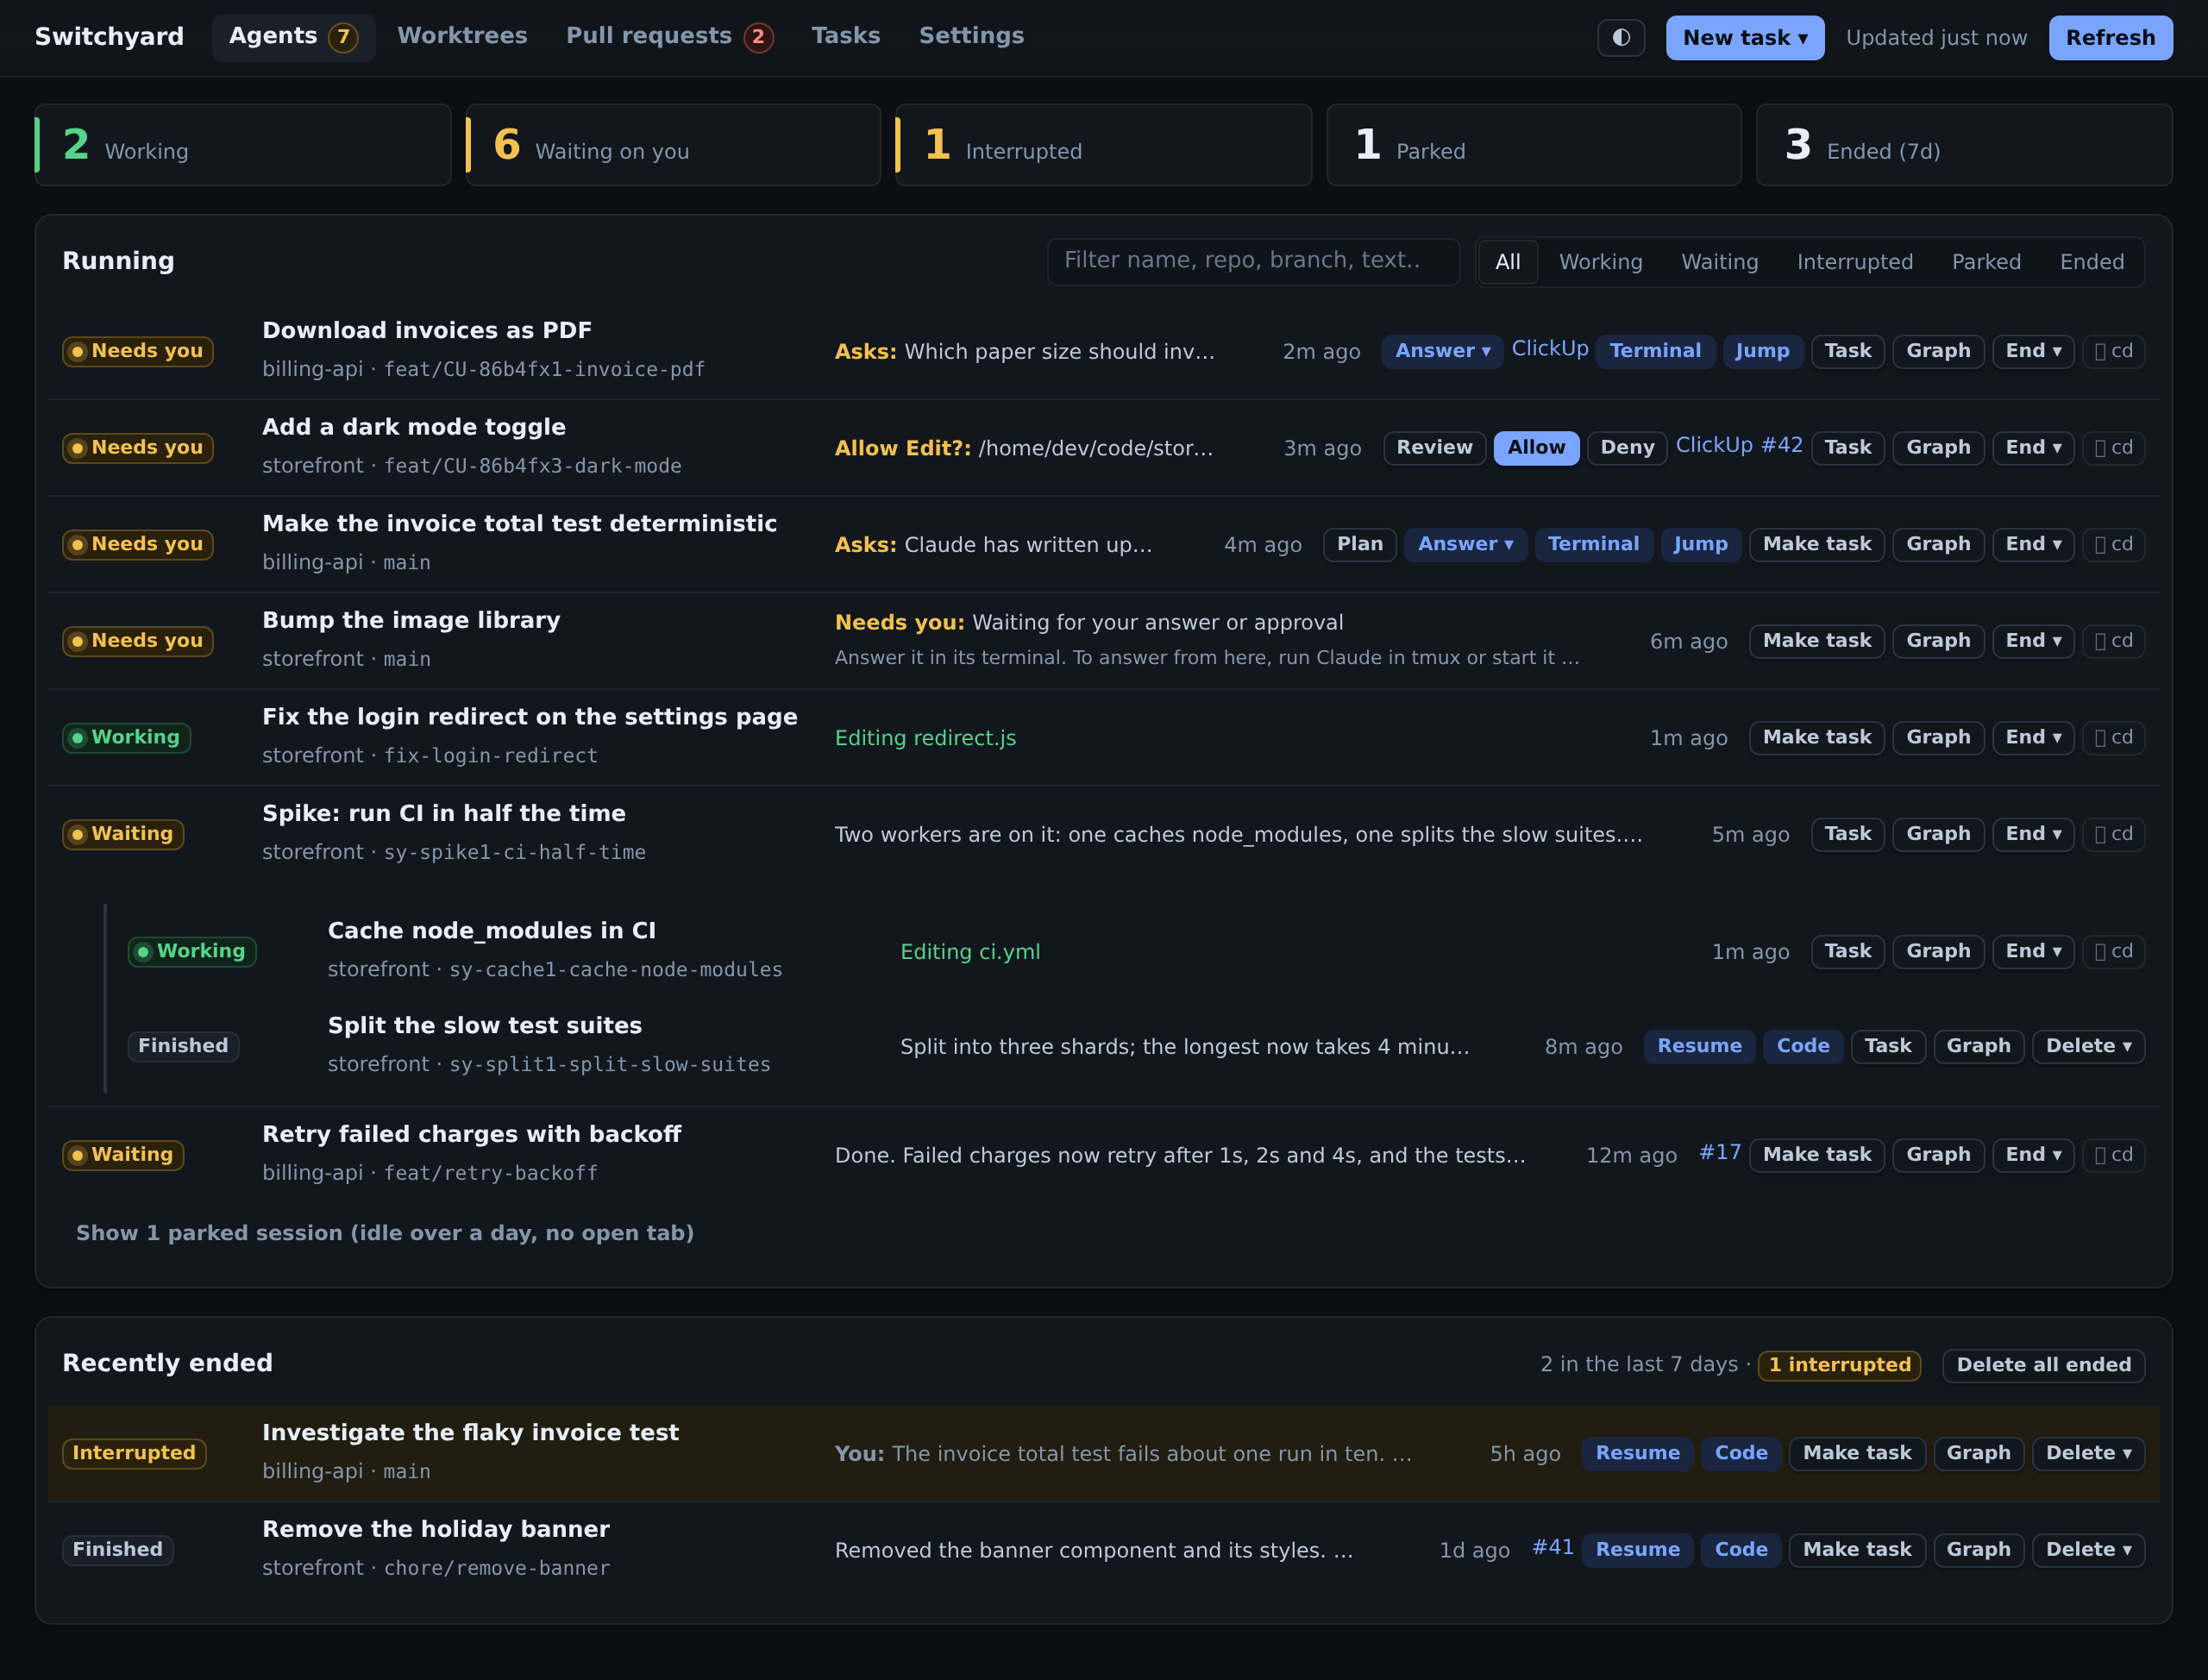 Switchyard Agents 7 Worktrees Pull requests 2 Tasks Settings New task ▾ Updated just now Refresh
2 Working 6 Waiting on you 1 Interrupted 1 Parked 3 Ended (7d)
Running Filter name, repo, branch, text.. All Working Waiting Interrupted Parked Ended
Download invoices as PDF
Needs you Asks: Which paper size should inv… 2m ago Answer ▾ ClickUp Terminal Jump Task Graph End ▾ cd
billing-api · feat/CU-86b4fx1-invoice-pdf
Add a dark mode toggle
Needs you Allow Edit?: /home/dev/code/stor… 3m ago Review Allow Deny ClickUp #42 Task Graph End ▾ cd
storefront · feat/CU-86b4fx3-dark-mode
Make the invoice total test deterministic
Needs you Asks: Claude has written up… 4m ago Plan Answer ▾ Terminal Jump Make task Graph End ▾ cd
billing-api · main
Bump the image library
Needs you: Waiting for your answer or approval
Needs you 6m ago Make task Graph End ▾ cd
storefront · main
Answer it in its terminal. To answer from here, run Claude in tmux or start it …
Fix the login redirect on the settings page
Working Editing redirect.js 1m ago Make task Graph End ▾ cd
storefront · fix-login-redirect
Spike: run CI in half the time
Waiting Two workers are on it: one caches node_modules, one splits the slow suites.… 5m ago Task Graph End ▾ cd
storefront · sy-spike1-ci-half-time
Cache node_modules in CI
Working Editing ci.yml 1m ago Task Graph End ▾ cd
storefront · sy-cache1-cache-node-modules
Split the slow test suites
Finished Split into three shards; the longest now takes 4 minu… 8m ago Resume Code Task Graph Delete ▾
storefront · sy-split1-split-slow-suites
Retry failed charges with backoff
Waiting Done. Failed charges now retry after 1s, 2s and 4s, and the tests… 12m ago #17 Make task Graph End ▾ cd
billing-api · feat/retry-backoff
Show 1 parked session (idle over a day, no open tab)
Recently ended 2 in the last 7 days · 1 interrupted Delete all ended
Investigate the flaky invoice test
Interrupted You: The invoice total test fails about one run in ten. … 5h ago Resume Code Make task Graph Delete ▾
billing-api · main
Remove the holiday banner
Finished Removed the banner component and its styles. … 1d ago #41 Resume Code Make task Graph Delete ▾
storefront · chore/remove-banner